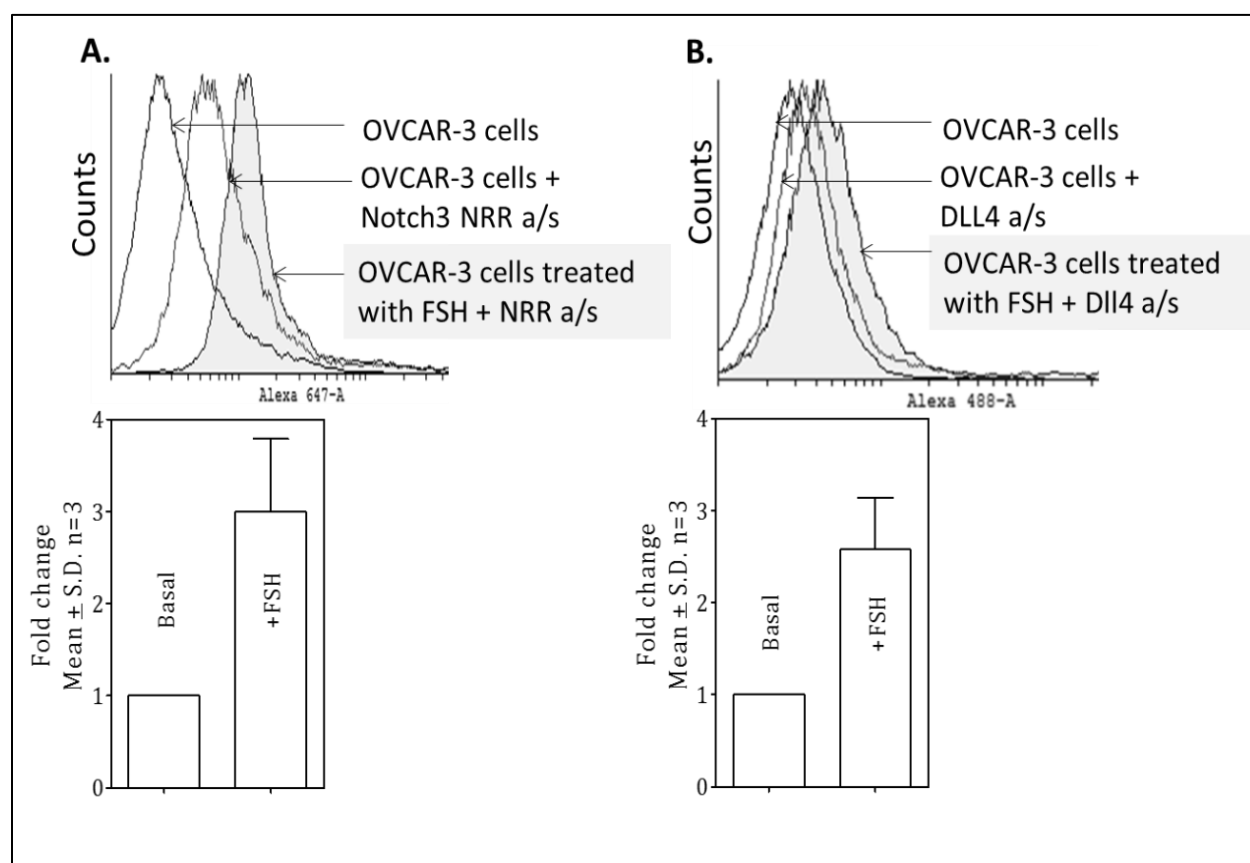 A.
Counts
OVCAR-3 cells
OVCAR-3 cells +
Notch3 NRR a/s
OVCAR-3 cells treated
with FSH + NRR a/s
Alexa 647-A
B.
Counts
OVCAR-3 cells
OVCAR-3 cells +
DLL4 a/s
OVCAR-3 cells treated
with FSH + Dll4 a/s
Alexa 488-A
Fold change
Mean ± S.D. n=3
4
3
2
1
0
Basal
+FSH
Fold change
Mean ± S.D. n=3
4
3
2
1
0
Basal
+FSH